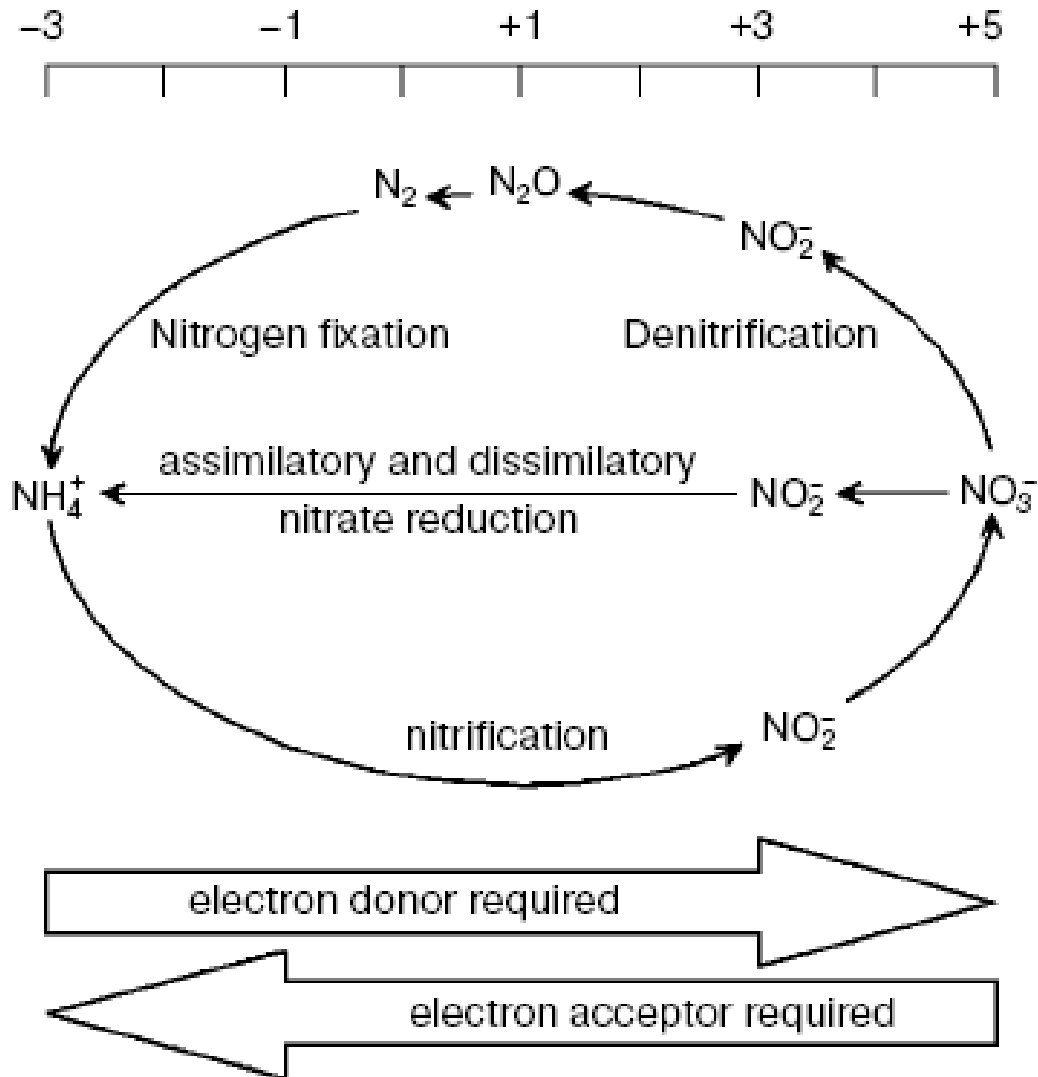 −3 −1 +1 +3 +5
N₂ N₂O
NO₂⁻
Nitrogen fixation Denitrification
assimilatory and dissimilatory
NH₄⁺ NO₂⁻ NO₃⁻
nitrate reduction
nitrification NO₂⁻
electron donor required
electron acceptor required